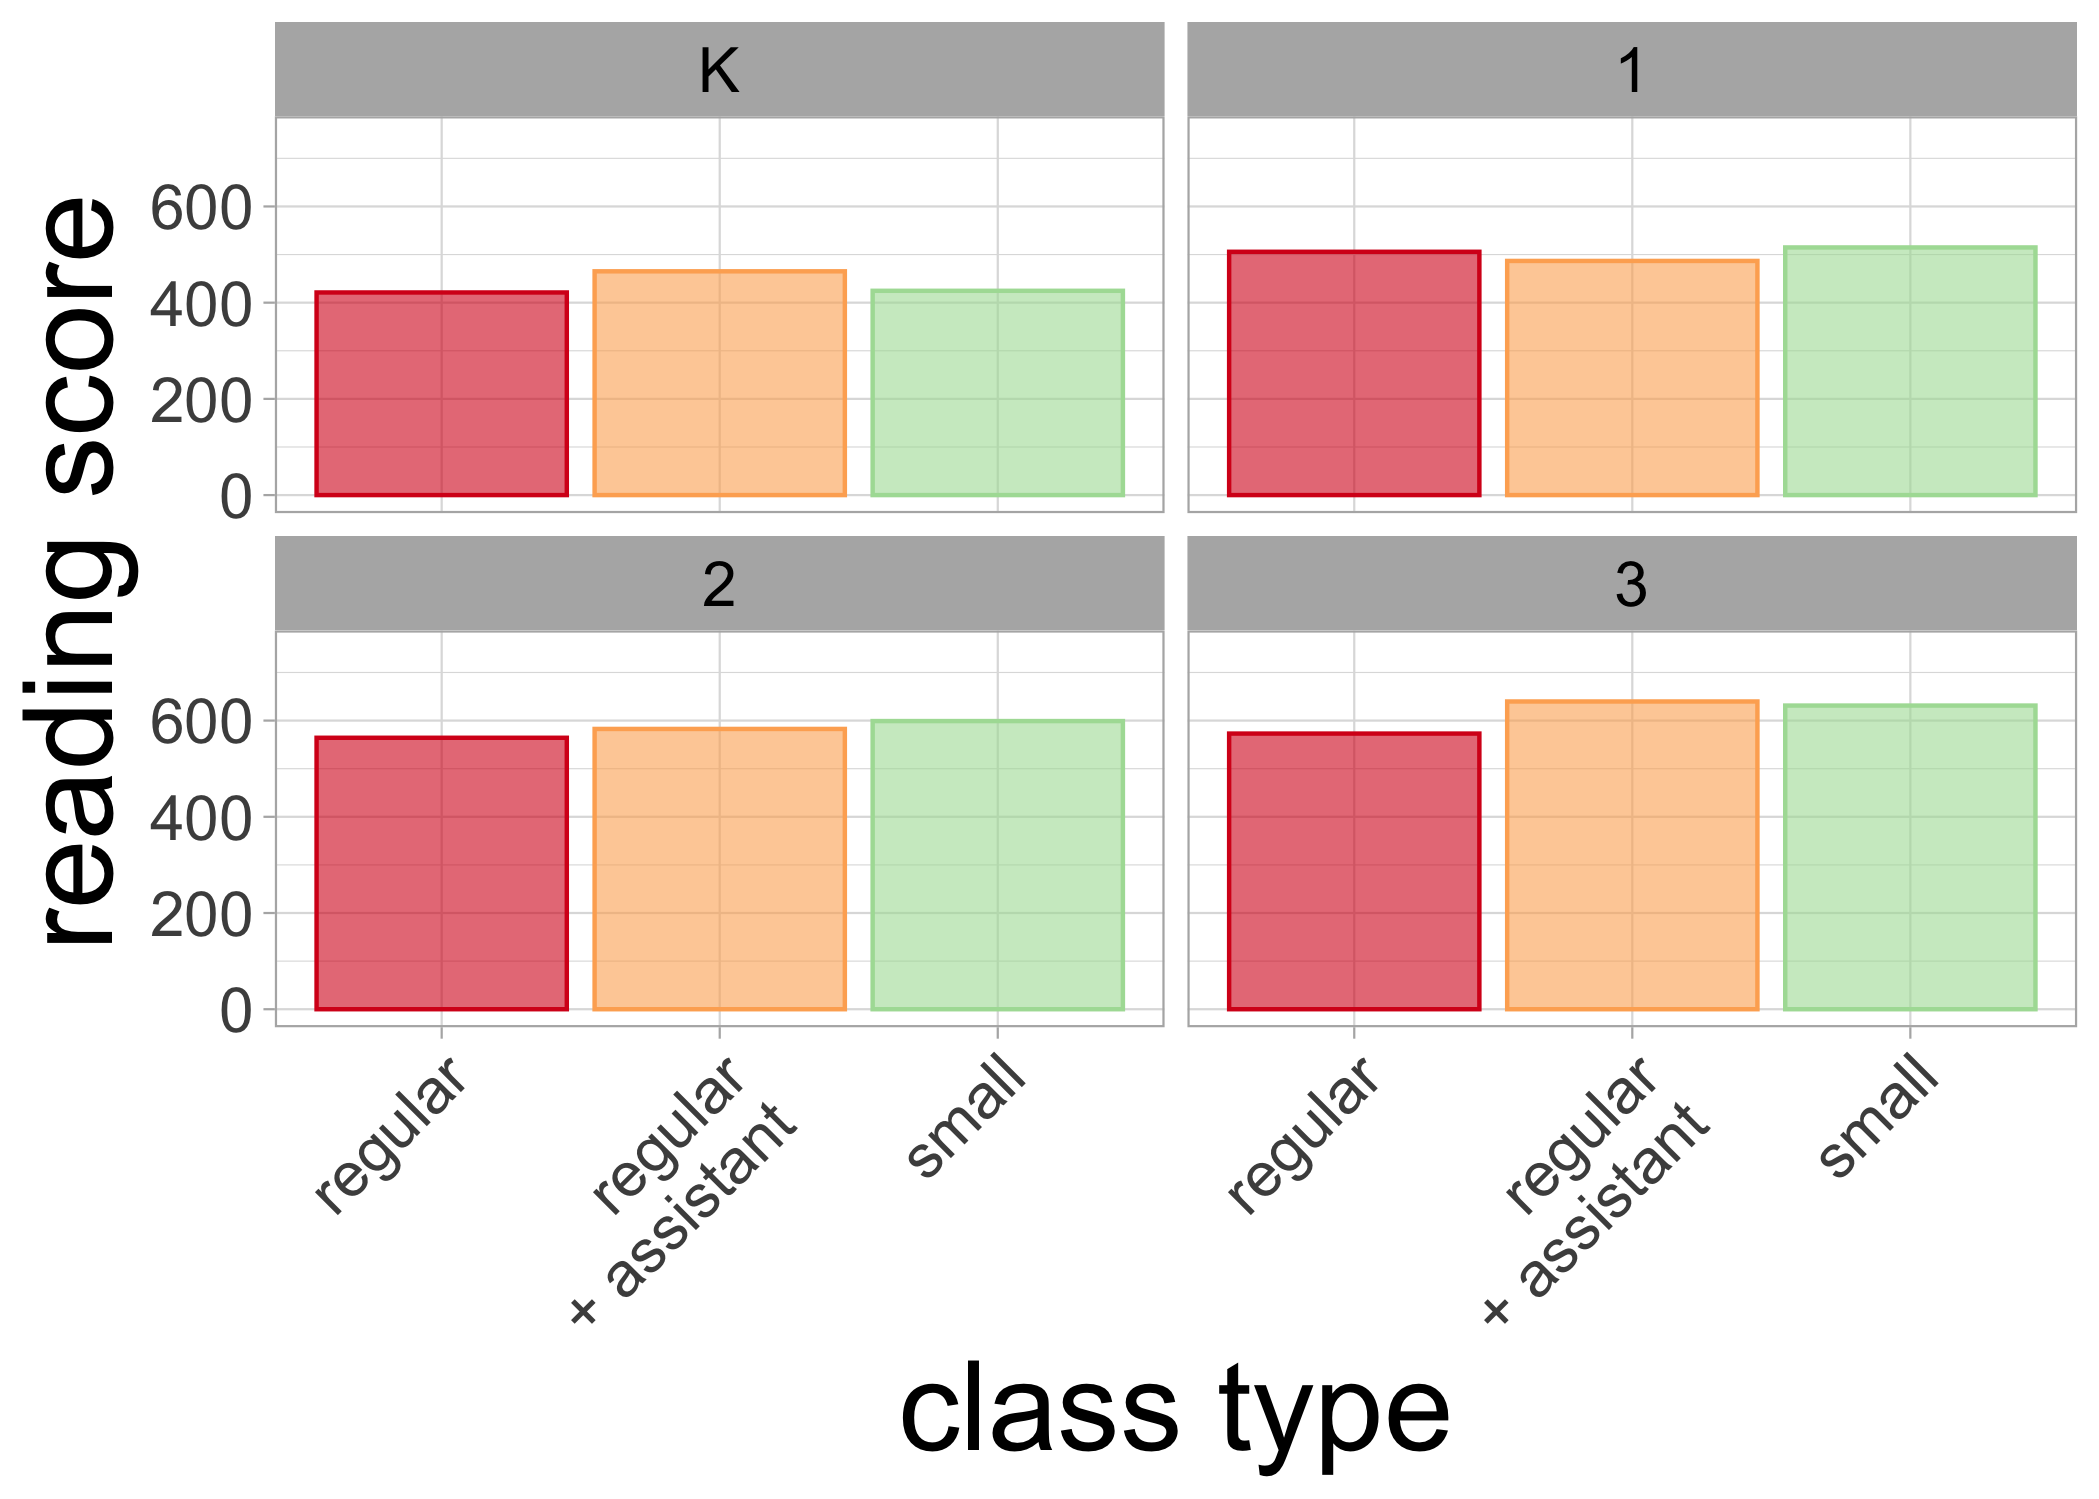 K
1
600
400
200
0
2
3
600
400
200
0
regular
regular
+ assistant
small
regular
regular
+ assistant
small
class type
reading score